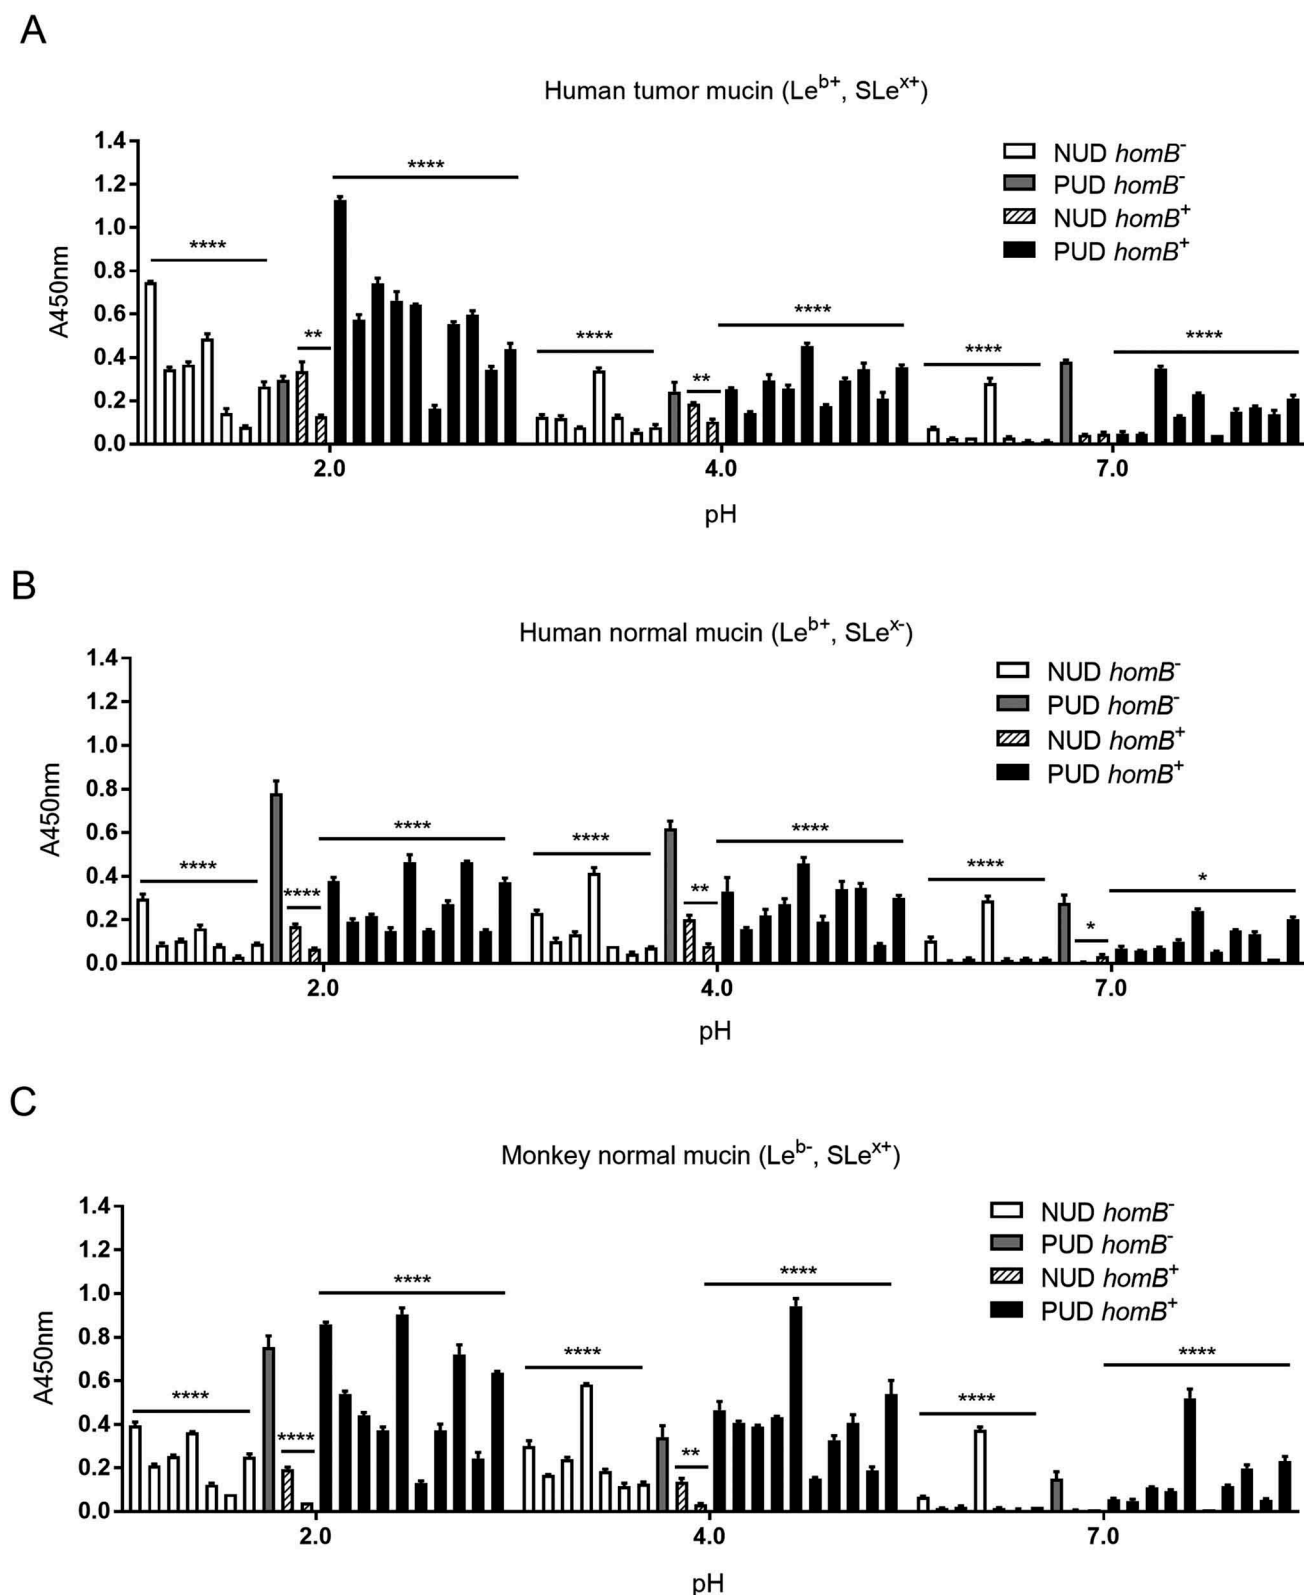 A
Human tumor mucin (Leb+, SLex+)
1.4
1.2
1.0
0.8
0.6
0.4
0.2
0.0
A450nm
**** ** **** **** ** **** **** ****
NUD homB-
PUD homB-
NUD homB+
PUD homB+
2.0 4.0 7.0
pH
B
Human normal mucin (Leb+, SLex-)
1.4
1.2
1.0
0.8
0.6
0.4
0.2
0.0
A450nm
**** **** **** **** ** **** **** * *
NUD homB-
PUD homB-
NUD homB+
PUD homB+
2.0 4.0 7.0
pH
C
Monkey normal mucin (Leb-, SLex+)
1.4
1.2
1.0
0.8
0.6
0.4
0.2
0.0
A450nm
**** **** **** **** ** **** **** ****
NUD homB-
PUD homB-
NUD homB+
PUD homB+
2.0 4.0 7.0
pH